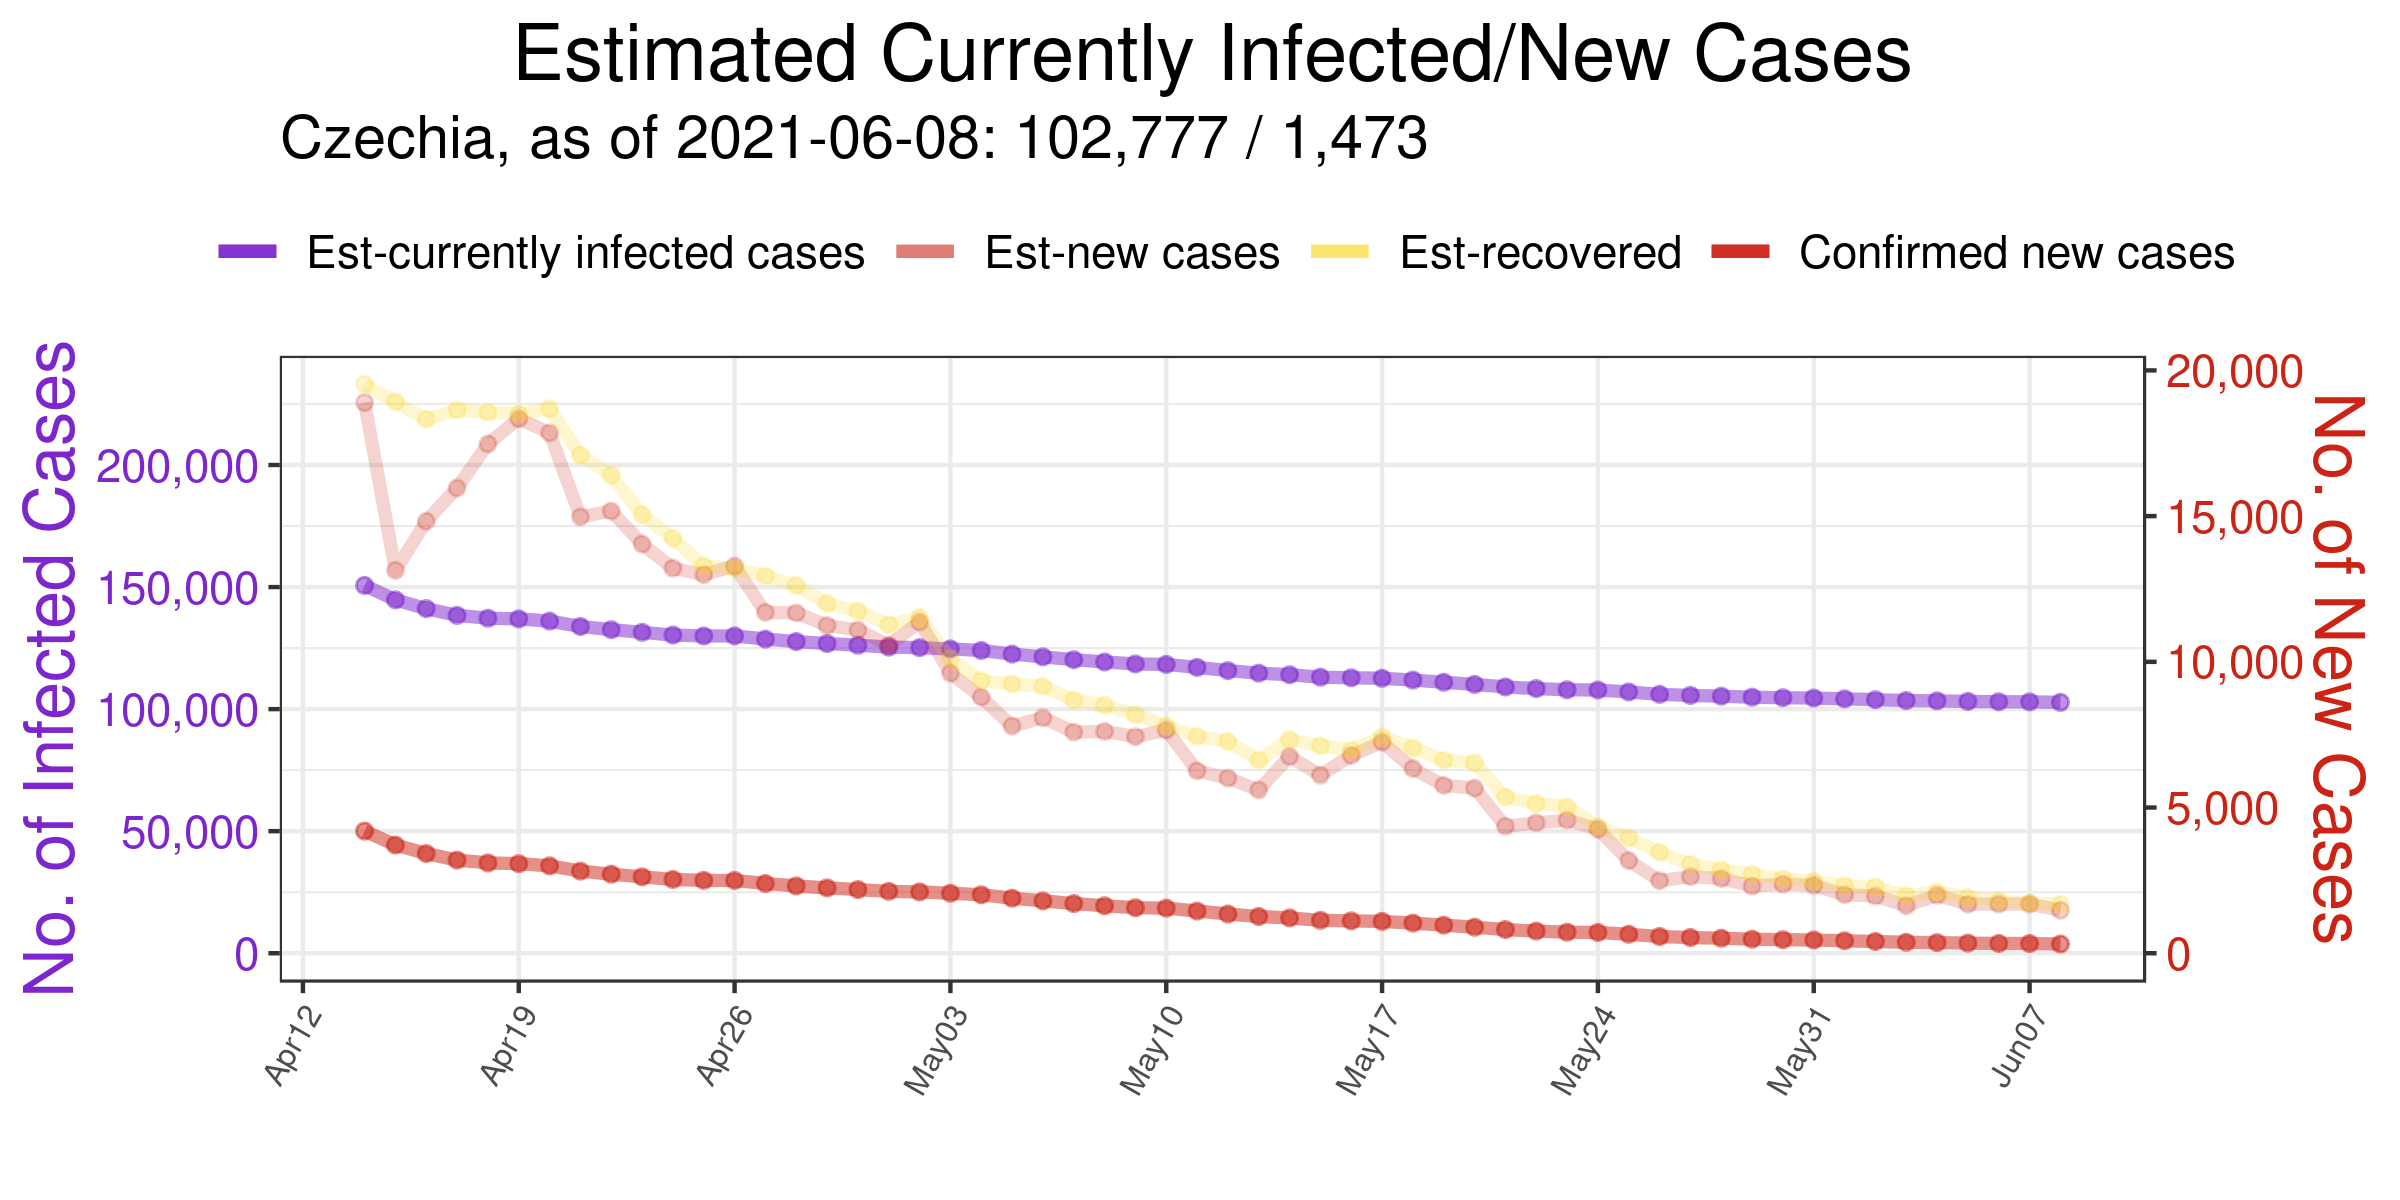 Estimated Currently Infected/New Cases
Czechia, as of 2021-06-08: 102,777 / 1,473
Est-currently infected cases Est-new cases Est-recovered Confirmed new cases
No. of Infected Cases
200,000
150,000
100,000
50,000
0
20,000
15,000
10,000
5,000
0
No. of New Cases
Apr12 Apr19 Apr26 May03 May10 May17 May24 May31 Jun07